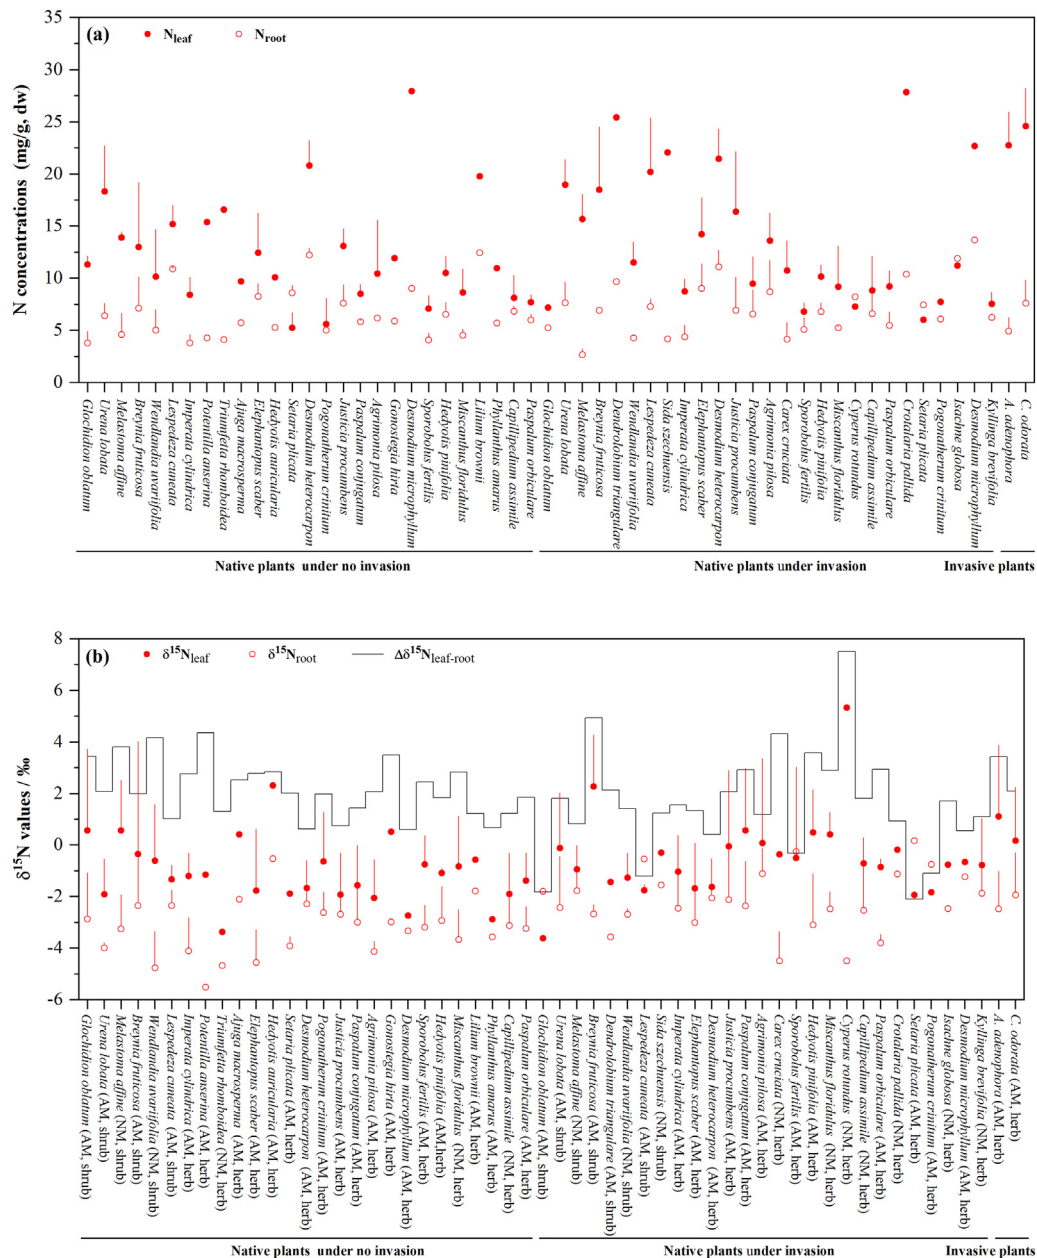 (a) N leaf N root
N concentrations (mg/g, dw)
35
30
25
20
15
10
5
0
Glochidion oblatum
Urena lobata
Melastoma affine
Breynia fruticosa
Wendlandia uvariifolia
Lespedeza cuneata
Imperata cylindrica
Potentilla anserina
Triumfetta rhomboidea
Ajuga macrosperma
Elephantopus scaber
Hedyotis auricularia
Setaria plicata
Desmodium heterocarpon
Pogonatherum crinitum
Justicia procumbens
Paspalum conjugatum
Agrimonia pilosa
Gonostegia hirta
Desmodium microphyllum
Sporobolus fertilis
Hedyotis pinifolia
Miscanthus floridulus
Lilium brownii
Phyllanthus amarus
Capillipedium assimile
Paspalum orbiculare
Glochidion oblatum
Urena lobata
Melastoma affine
Breynia fruticosa
Dendrolobium triangulare
Wendlandia uvariifolia
Lespedeza cuneata
Sida szechuensis
Imperata cylindrica
Elephantopus scaber
Desmodium heterocarpon
Justicia procumbens
Paspalum conjugatum
Agrimonia pilosa
Carex cruciata
Sporobolus fertilis
Hedyotis pinifolia
Miscanthus floridulus
Cyperus rotundus
Capillipedium assimile
Paspalum orbiculare
Crotalaria pallida
Setaria plicata
Pogonatherum crinitum
Isachne globosa
Desmodium microphyllum
Kyllinga brevifolia
A. adenophora
C. odorata
Native plants under no invasion Native plants under invasion Invasive plants
(b) δ15N leaf δ15N root Δδ15N leaf-root
δ15N values / ‰
8
6
4
2
0
-2
-4
-6
Glochidion oblatum (AM, shrub)
Urena lobata (AM, shrub)
Melastoma affine (NM, shrub)
Breynia fruticosa (AM, shrub)
Wendlandia uvariifolia (NM, shrub)
Lespedeza cuneata (AM, shrub)
Imperata cylindrica (AM, herb)
Potentilla anserina (AM, herb)
Triumfetta rhomboidea (NM, herb)
Ajuga macrosperma (AM, herb)
Elephantopus scaber (AM, herb)
Hedyotis auricularia (AM, herb)
Setaria plicata (AM, herb)
Desmodium heterocarpon (AM, herb)
Pogonatherum crinitum (AM, herb)
Justicia procumbens (AM, herb)
Paspalum conjugatum (AM, herb)
Agrimonia pilosa (AM, herb)
Gonostegia hirta (AM, herb)
Desmodium microphyllum (AM, herb)
Sporobolus fertilis (AM, herb)
Hedyotis pinifolia (AM,herb)
Miscanthus floridulus (NM, herb)
Lilium brownii (AM, herb)
Phyllanthus amarus (AM, herb)
Capillipedium assimile (NM, herb)
Paspalum orbiculare (AM, herb)
Glochidion oblatum (AM, shrub)
Urena lobata (AM, shrub)
Melastoma affine (NM, shrub)
Breynia fruticosa (AM, shrub)
Dendrolobium triangulare (AM, shrub)
Wendlandia uvariifolia (NM, shrub)
Lespedeza cuneata (AM, shrub)
Sida szechuensis (NM, shrub)
Imperata cylindrica (AM, herb)
Elephantopus scaber (AM, herb)
Desmodium heterocarpon (AM, herb)
Justicia procumbens (AM, herb)
Paspalum conjugatum (AM, herb)
Agrimonia pilosa (AM, herb)
Carex cruciata (NM, herb)
Sporobolus fertilis (AM, herb)
Hedyotis pinifolia (AM, herb)
Miscanthus floridulus (NM, herb)
Cyperus rotundus (NM, herb)
Capillipedium assimile (NM, herb)
Paspalum orbiculare (AM, herb)
Crotalaria pallida (NM, herb)
Setaria plicata (AM, herb)
Pogonatherum crinitum (AM, herb)
Isachne globosa (NM, herb)
Desmodium microphyllum (AM, herb)
Kyllinga brevifolia (NM, herb)
A. adenophora (AM, herb)
C. odorata (AM, herb)
Native plants under no invasion Native plants under invasion Invasive plants